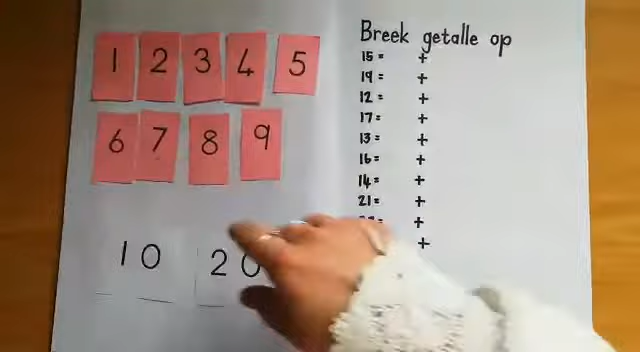 1 2 3 4 5
6 7 8 9
10 20
Breek getalle op
15 = +
19 = +
12 = +
17 = +
13 = +
16 = +
14 = +
21 = +
+
+